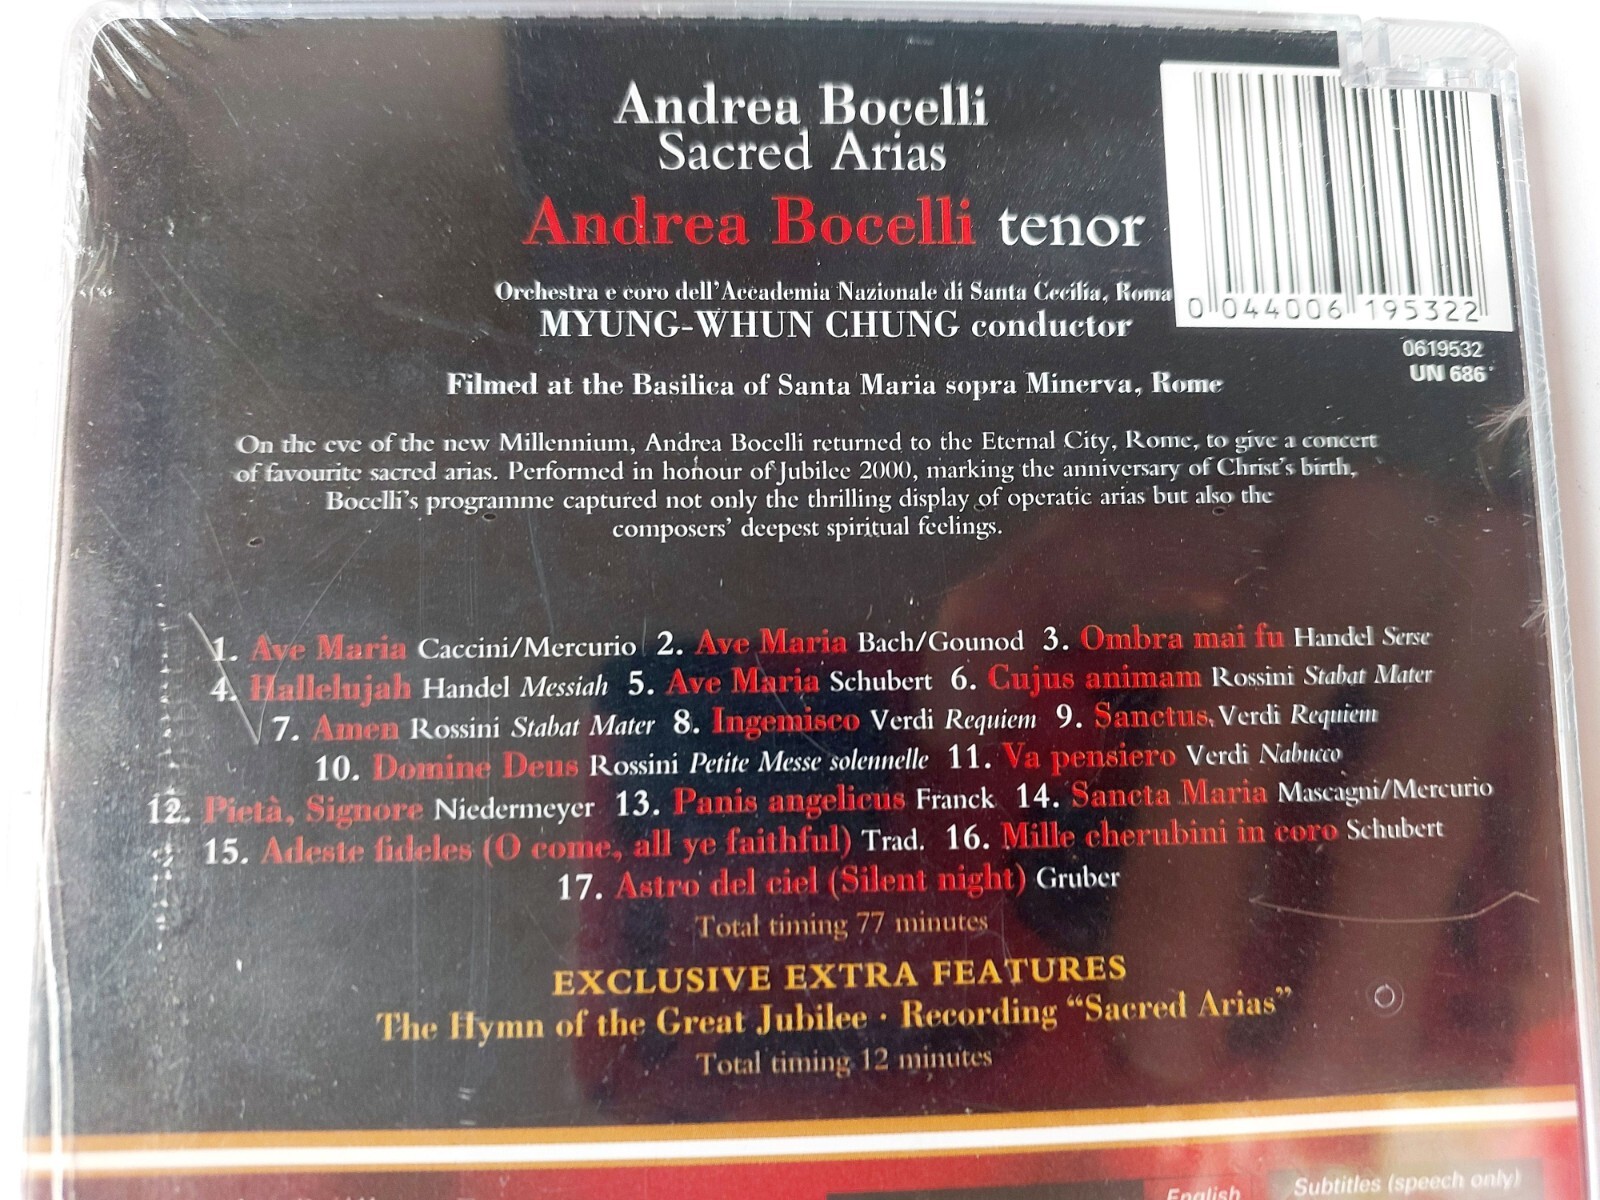 Andrea Bocelli
Sacred Arias
Andrea Bocelli tenor
Orchestra e coro dell'Accademia Nazionale di Santa Cecilia, Roma
MYUNG-WHUN CHUNG conductor
0 044006 195322
0619532
UN 686
Filmed at the Basilica of Santa Maria sopra Minerva, Rome
On the eve of the new Millennium, Andrea Bocelli returned to the Eternal City, Rome, to give a concert
of favourite sacred arias. Performed in honour of Jubilee 2000, marking the anniversary of Christ's birth,
Bocelli's programme captured not only the thrilling display of operatic arias but also the
composers' deepest spiritual feelings.
1. Ave Maria Caccini/Mercurio 2. Ave Maria Bach/Gounod 3. Ombra mai fu Handel Serse
4. Hallelujah Handel Messiah 5. Ave Maria Schubert 6. Cujus animam Rossini Stabat Mater
7. Amen Rossini Stabat Mater 8. Ingemisco Verdi Requiem 9. Sanctus, Verdi Requiem
10. Domine Deus Rossini Petite Messe solennelle 11. Va pensiero Verdi Nabucco
12. Pietà, Signore Niedermeyer 13. Panis angelicus Franck 14. Sancta Maria Mascagni/Mercurio
15. Adeste fideles (O come, all ye faithful) Trad. 16. Mille cherubini in coro Schubert
17. Astro del ciel (Silent night) Gruber
Total timing 77 minutes
EXCLUSIVE EXTRA FEATURES
The Hymn of the Great Jubilee · Recording "Sacred Arias"
Total timing 12 minutes
English
Subtitles (speech only)